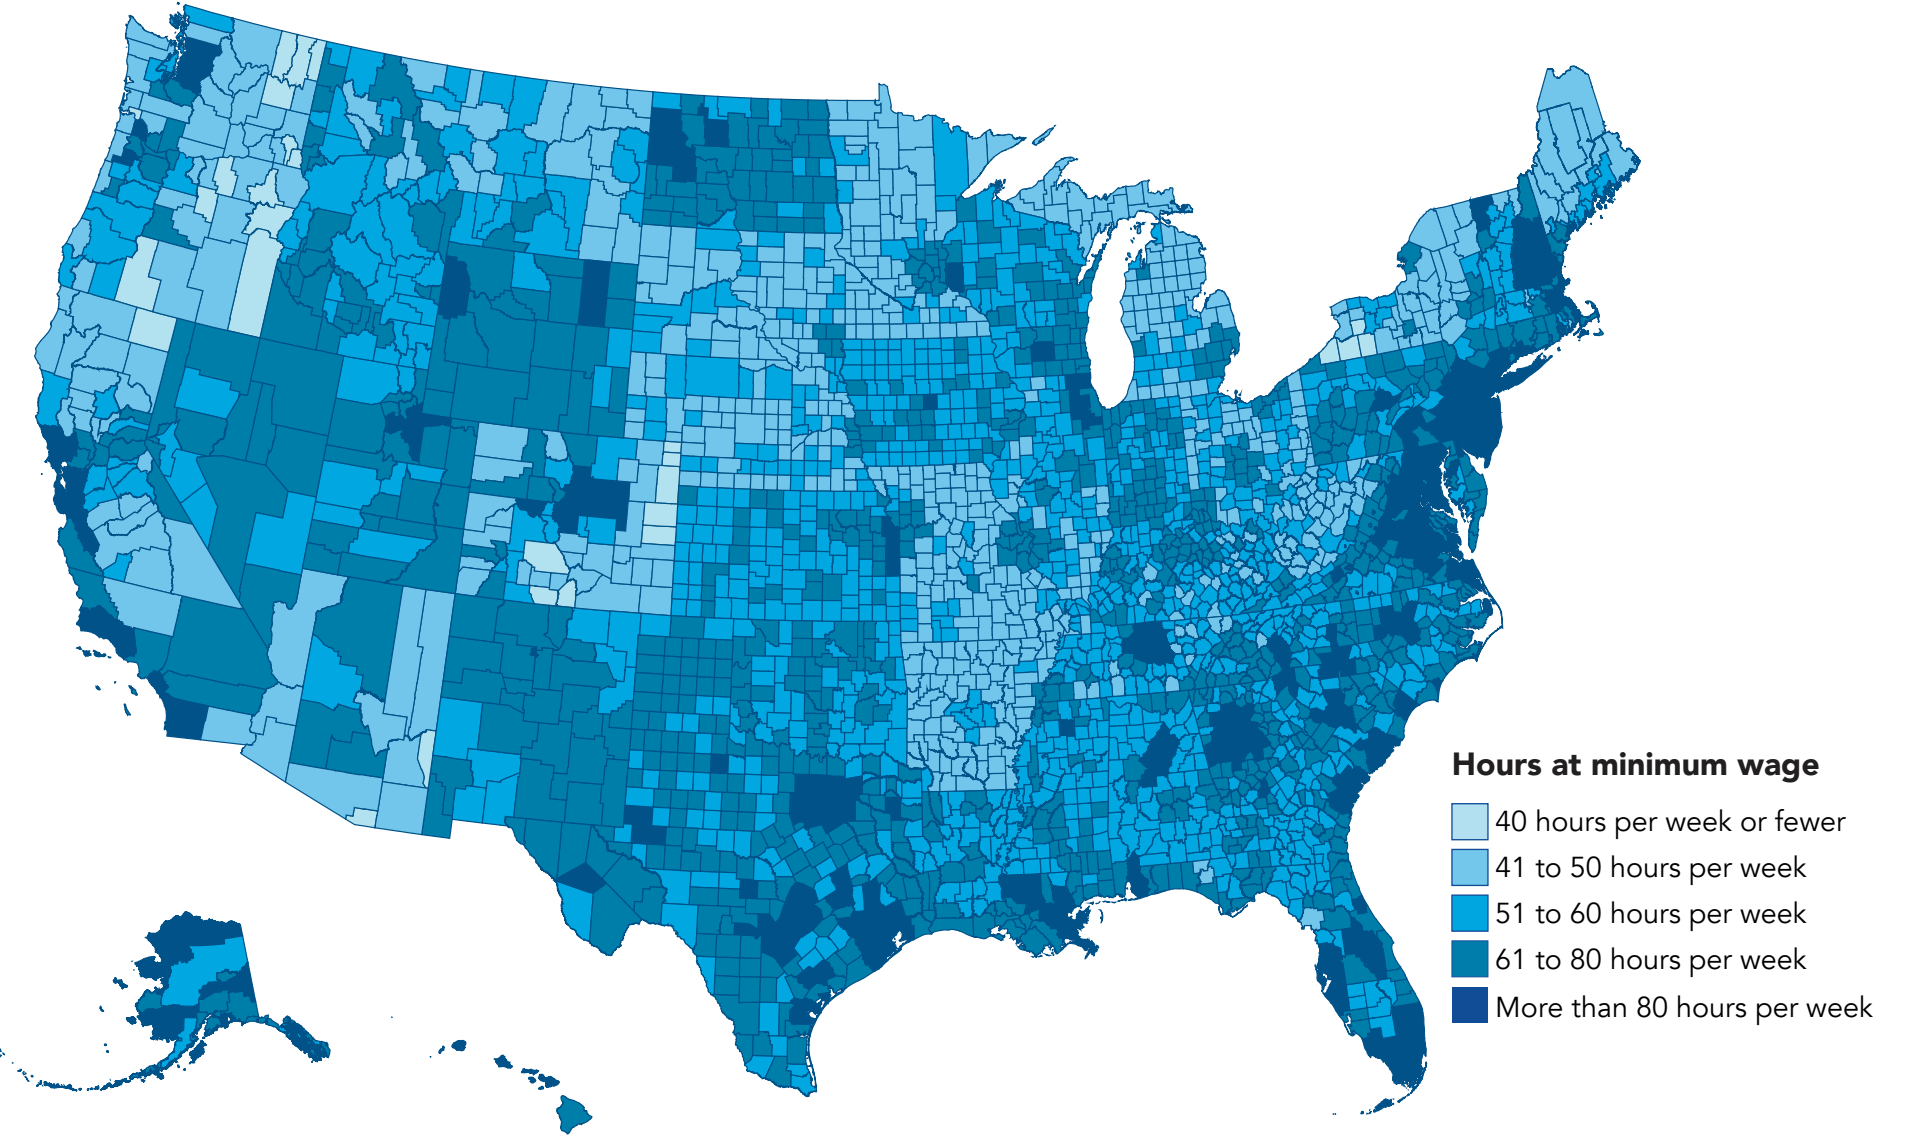 Hours at minimum wage
40 hours per week or fewer
41 to 50 hours per week
51 to 60 hours per week
61 to 80 hours per week
More than 80 hours per week